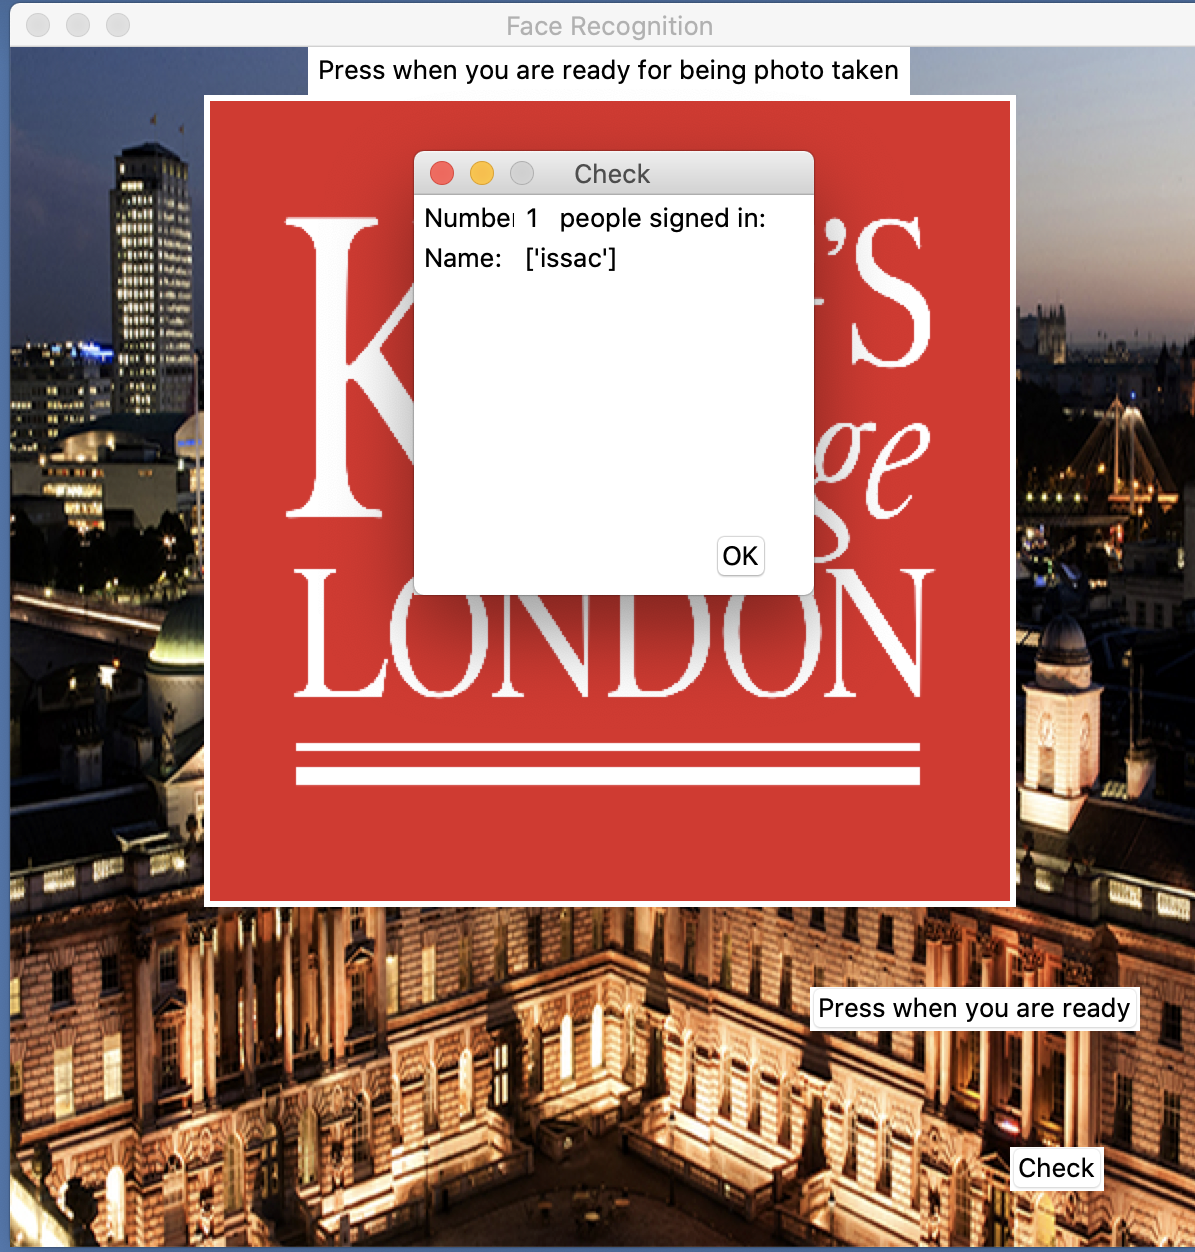 Face Recognition
Press when you are ready for being photo taken
Check
Number 1 people signed in:
Name: ['issac']
OK
K 'S
ge
LONDON
Press when you are ready
Check